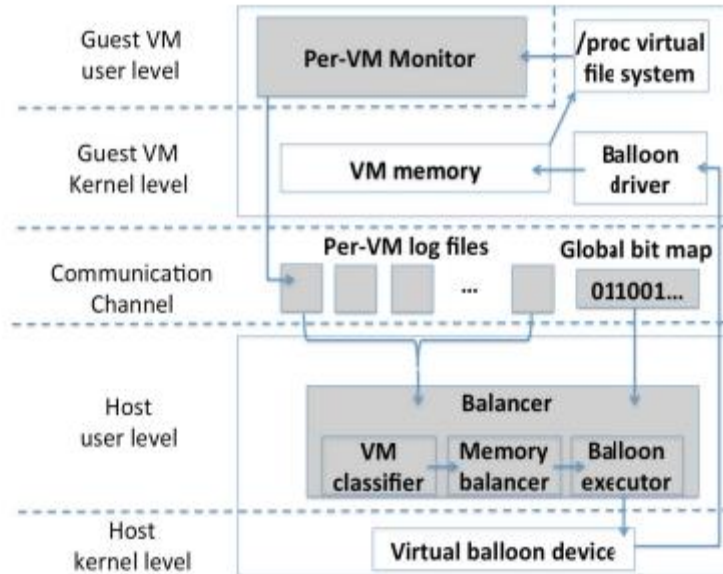 Guest VM
user level
Per-VM Monitor
/proc virtual
file system
Guest VM
Kernel level
VM memory
Balloon
driver
Communication
Channel
Per-VM log files
Global bit map
...
011001...
Host
user level
Balancer
VM
classifier
Memory
balancer
Balloon
executor
Host
kernel level
Virtual balloon device